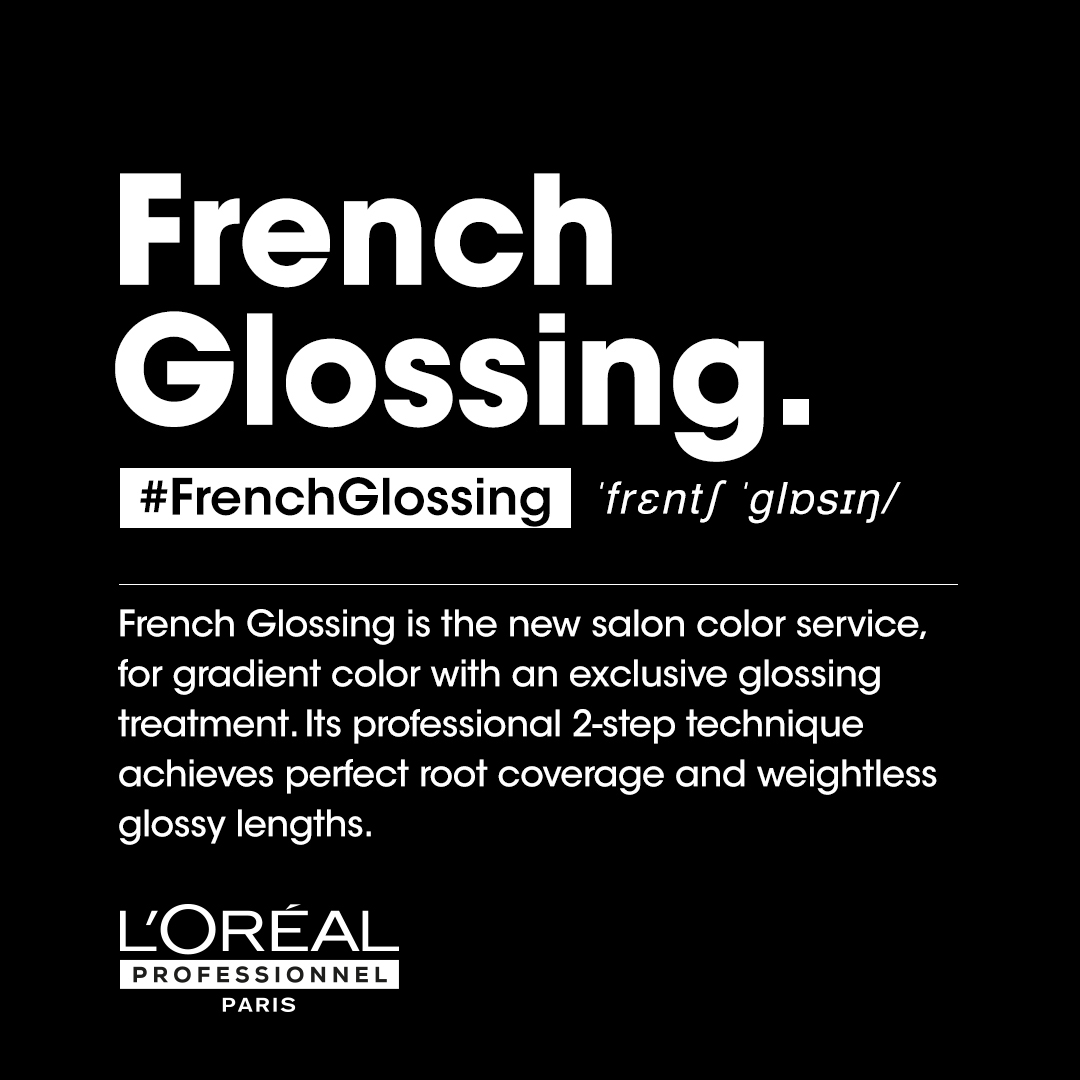 French
Glossing.
#FrenchGlossing ˈfrɛntʃ ˈglɒsɪŋ/
French Glossing is the new salon color service,
for gradient color with an exclusive glossing
treatment. Its professional 2-step technique
achieves perfect root coverage and weightless
glossy lengths.
L'ORÉAL
PROFESSIONNEL
PARIS